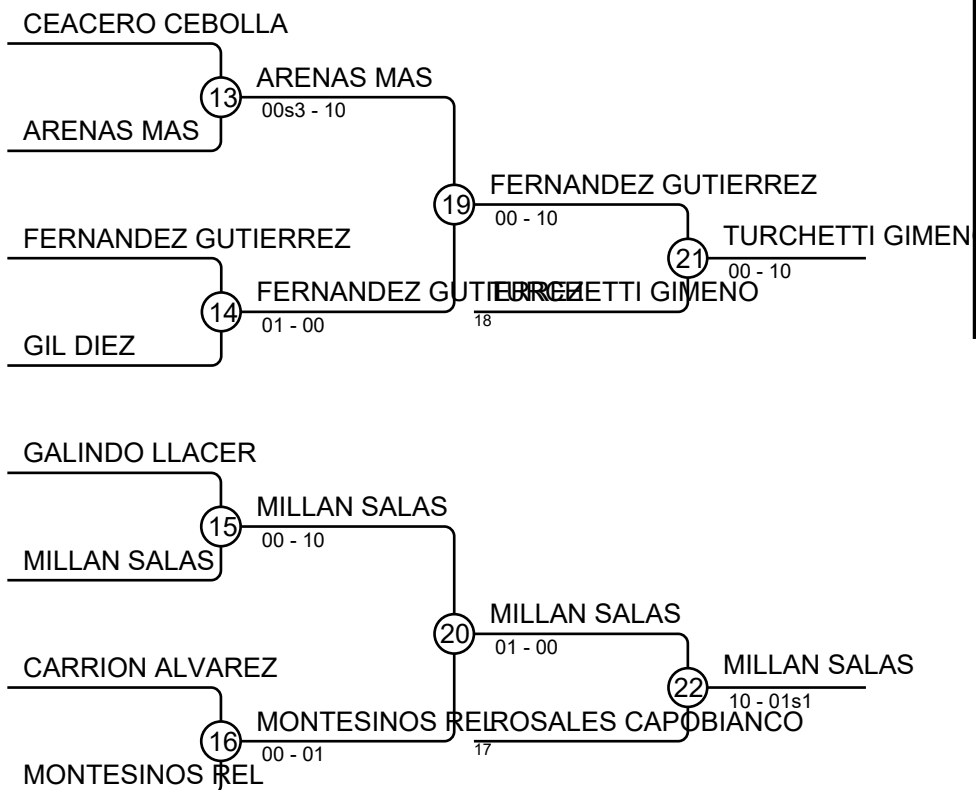 CEACERO CEBOLLA
13
ARENAS MAS
00s3 - 10
ARENAS MAS
19
FERNANDEZ GUTIERREZ
00 - 10
FERNANDEZ GUTIERREZ
21
TURCHETTI GIMEN
00 - 10
14
FERNANDEZ GUTIERREZ
01 - 00
TURCHETTI GIMENO
18
GIL DIEZ
GALINDO LLACER
15
MILLAN SALAS
00 - 10
MILLAN SALAS
20
MILLAN SALAS
01 - 00
CARRION ALVAREZ
22
MILLAN SALAS
10 - 01s1
16
MONTESINOS REL
00 - 01
ROSALES CAPOBIANCO
17
MONTESINOS REL